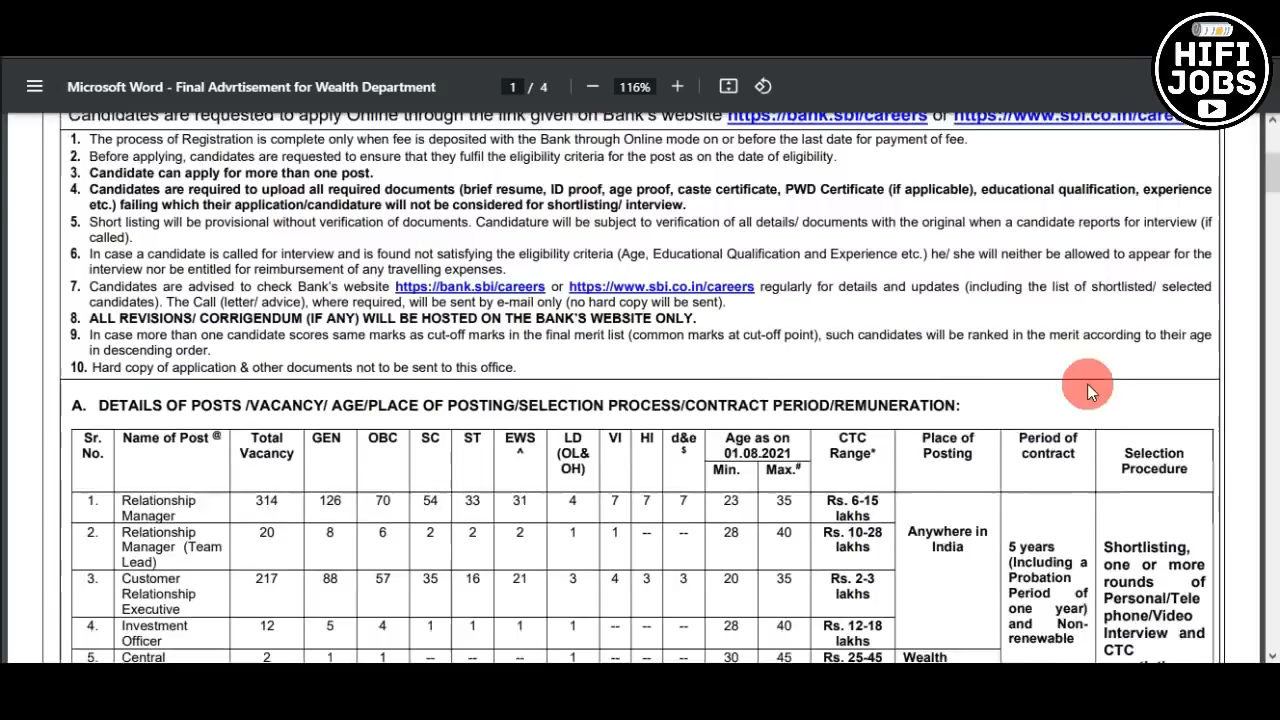 HIFI
JOBS
Microsoft Word - Final Advrtisement for Wealth Department
1 / 4
116%
Candidates are requested to apply Online through the link given on Bank's website https://bank.sbi/careers or https://www.sbi.co.in/care
1. The process of Registration is complete only when fee is deposited with the Bank through Online mode on or before the last date for payment of fee.
2. Before applying, candidates are requested to ensure that they fulfil the eligibility criteria for the post as on the date of eligibility.
3. Candidate can apply for more than one post.
4. Candidates are required to upload all required documents (brief resume, ID proof, age proof, caste certificate, PWD Certificate (if applicable), educational qualification, experience
etc.) failing which their application/candidature will not be considered for shortlisting/ interview.
5. Short listing will be provisional without verification of documents. Candidature will be subject to verification of all details/ documents with the original when a candidate reports for interview (if
called).
6. In case a candidate is called for interview and is found not satisfying the eligibility criteria (Age, Educational Qualification and Experience etc.) he/ she will neither be allowed to appear for the
interview nor be entitled for reimbursement of any travelling expenses.
7. Candidates are advised to check Bank's website https://bank.sbi/careers or https://www.sbi.co.in/careers regularly for details and updates (including the list of shortlisted/ selected
candidates). The Call (letter/ advice), where required, will be sent by e-mail only (no hard copy will be sent).
8. ALL REVISIONS/ CORRIGENDUM (IF ANY) WILL BE HOSTED ON THE BANK'S WEBSITE ONLY.
9. In case more than one candidate scores same marks as cut-off marks in the final merit list (common marks at cut-off point), such candidates will be ranked in the merit according to their age
in descending order.
10. Hard copy of application & other documents not to be sent to this office.
A. DETAILS OF POSTS /VACANCY/ AGE/PLACE OF POSTING/SELECTION PROCESS/CONTRACT PERIOD/REMUNERATION:
Sr. No. Name of Post @ Total Vacancy GEN OBC SC ST EWS ^ LD (OL& OH) VI HI d&e $ Age as on 01.08.2021 Min. Max.# CTC Range* Place of Posting Period of contract Selection Procedure
1. Relationship Manager 314 126 70 54 33 31 4 7 7 7 23 35 Rs. 6-15 lakhs
2. Relationship Manager (Team Lead) 20 8 6 2 2 2 1 1 -- -- 28 40 Rs. 10-28 lakhs
Anywhere in India
3. Customer Relationship Executive 217 88 57 35 16 21 3 4 3 3 20 35 Rs. 2-3 lakhs
4. Investment Officer 12 5 4 1 1 1 1 -- -- -- 28 40 Rs. 12-18 lakhs
5. Central 2 1 1 -- -- -- 1 -- -- -- 30 45 Rs. 25-45 Wealth
5 years
(Including a
Probation
Period of
one year)
and Non-
renewable
Shortlisting,
one or more
rounds of
Personal/Tele
phone/Video
Interview and
CTC